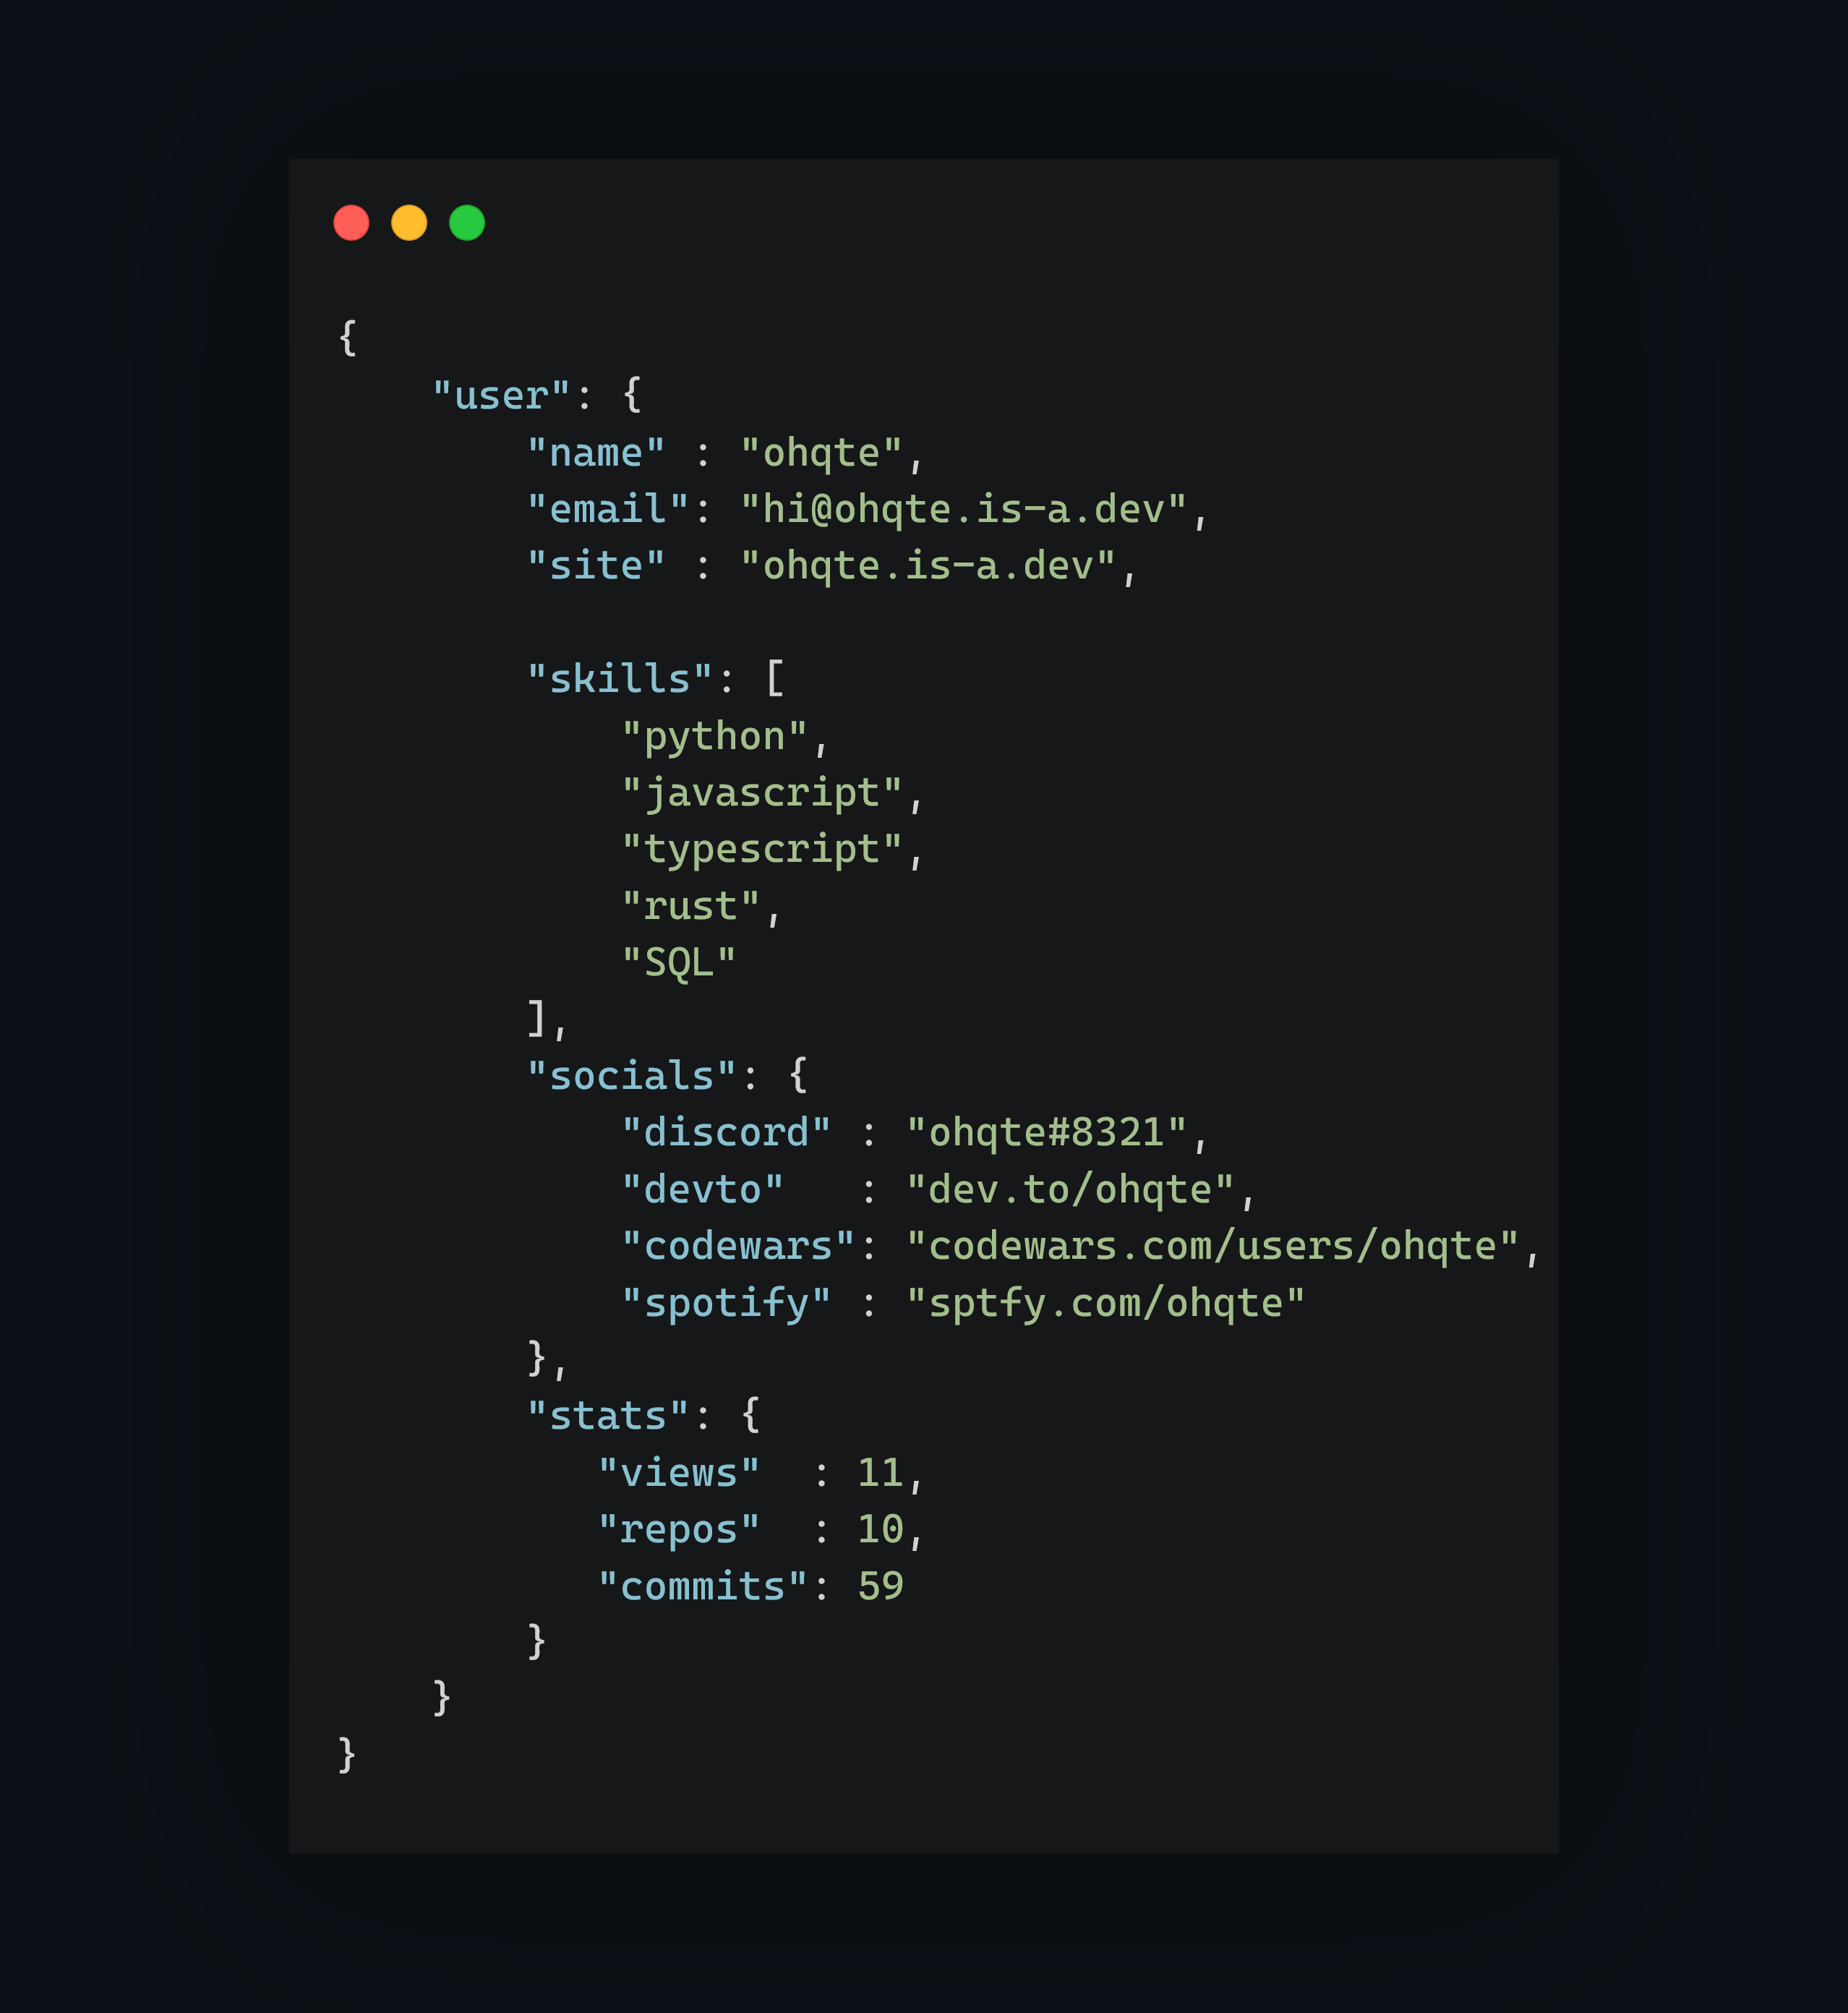 {
    "user": {
        "name" : "ohqte",
        "email": "hi@ohqte.is-a.dev",
        "site" : "ohqte.is-a.dev",

        "skills": [
            "python",
            "javascript",
            "typescript",
            "rust",
            "SQL"
        ],
        "socials": {
            "discord" : "ohqte#8321",
            "devto"   : "dev.to/ohqte",
            "codewars": "codewars.com/users/ohqte",
            "spotify" : "sptfy.com/ohqte"
        },
        "stats": {
           "views"  : 11,
           "repos"  : 10,
           "commits": 59
        }
    }
}